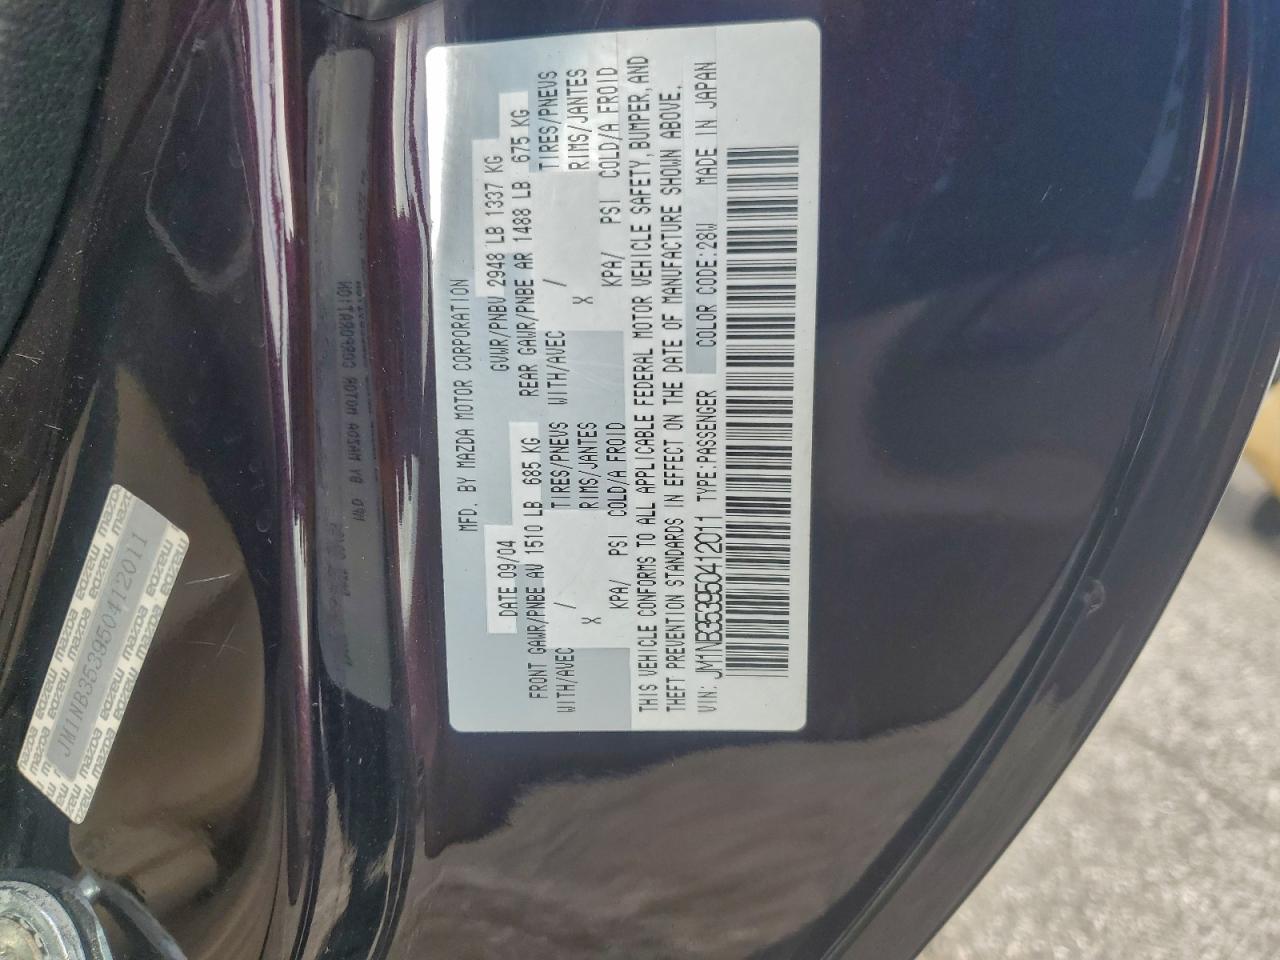 MFD. BY MAZDA MOTOR CORPORATION
DATE 09/04 GVWR/PNBV 2948 LB 1337 KG
FRONT GAWR/PNBE AV 1510 LB 685 KG REAR GAWR/PNBE AR 1488 LB 675 KG
WITH/AVEC TIRES/PNEUS WITH/AVEC TIRES/PNEUS
X / RIMS/JANTES X / RIMS/JANTES
KPA/ PSI COLD/A FROID KPA/ PSI COLD/A FROID
THIS VEHICLE CONFORMS TO ALL APPLICABLE FEDERAL MOTOR VEHICLE SAFETY, BUMPER, AND
THEFT PREVENTION STANDARDS IN EFFECT ON THE DATE OF MANUFACTURE SHOWN ABOVE.
VIN: JM1NB353950412011 TYPE:PASSENGER COLOR CODE:28W MADE IN JAPAN
JM1NB353950412011
mazda mazda mazda mazda